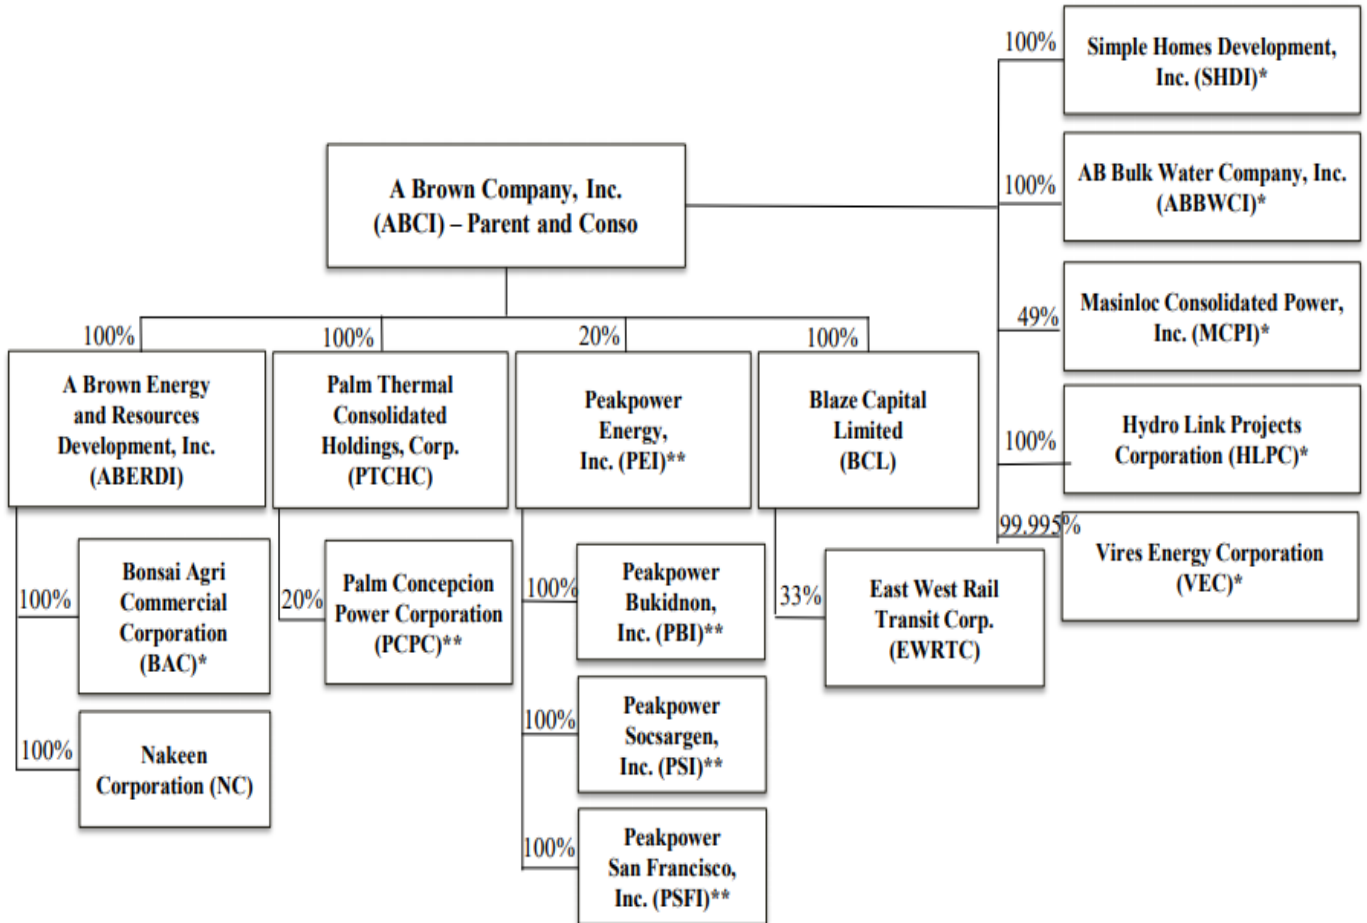 100%
Simple Homes Development,
Inc. (SHDI)*
A Brown Company, Inc.
(ABCI) – Parent and Conso
100%
AB Bulk Water Company, Inc.
(ABBWCI)*
49%
Masinloc Consolidated Power,
Inc. (MCPI)*
100%
Hydro Link Projects
Corporation (HLPC)*
99.995%
Vires Energy Corporation
(VEC)*
100%
A Brown Energy
and Resources
Development, Inc.
(ABERDI)
100%
Palm Thermal
Consolidated
Holdings, Corp.
(PTCHC)
20%
Peakpower
Energy,
Inc. (PEI)**
100%
Blaze Capital
Limited
(BCL)
100%
Bonsai Agri
Commercial
Corporation
(BAC)*
100%
Nakeen
Corporation (NC)
20%
Palm Concepcion
Power Corporation
(PCPC)**
100%
Peakpower
Bukidnon,
Inc. (PBI)**
100%
Peakpower
Socsargen,
Inc. (PSI)**
100%
Peakpower
San Francisco,
Inc. (PSFI)**
33%
East West Rail
Transit Corp.
(EWRTC)